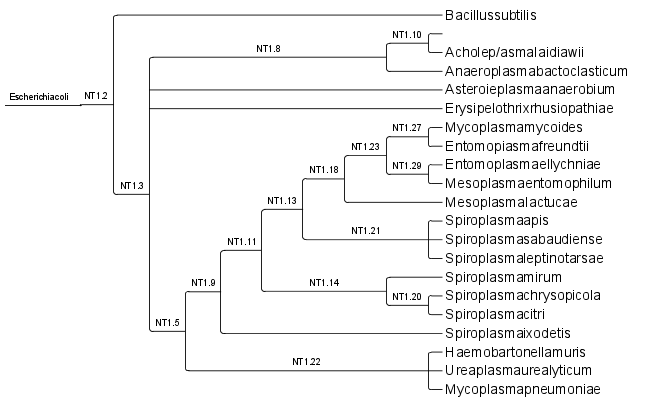 Bacillussubtilis
NT1.10
NT1.8
Acholep/asmalaidiawii
Anaeroplasmabactoclasticum
Escherichiacoli
NT1.2
Asteroieplasmaanaerobium
Erysipelothrixrhusiopathiae
NT1.27
Mycoplasmamycoides
NT1.23
Entomopiasmafreundtii
NT1.29
Entomoplasmaellychniae
NT1.18
Mesoplasmaentomophilum
NT1.3
NT1.13
Mesoplasmalactucae
Spiroplasmaapis
NT1.21
Spiroplasmasabaudiense
NT1.11
Spiroplasmaleptinotarsae
NT1.9
NT1.14
Spiroplasmamirum
NT1.20
Spiroplasmachrysopicola
Spiroplasmacitri
NT1.5
Spiroplasmaixodetis
Haemobartonellamuris
NT1.22
Ureaplasmaurealyticum
Mycoplasmapneumoniae